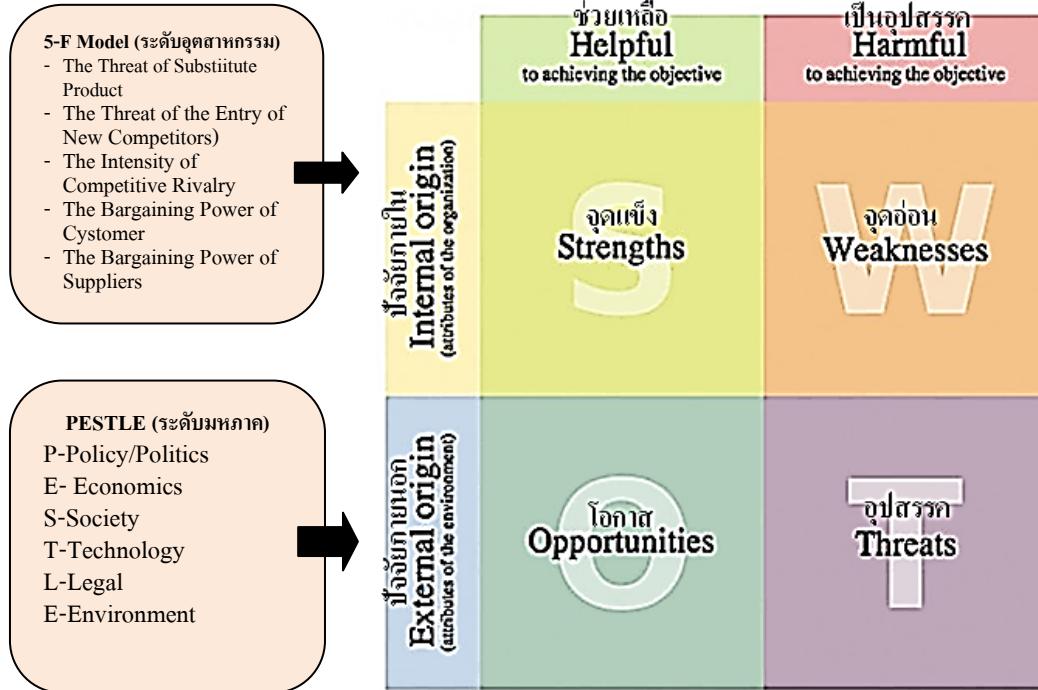 5-F Model (ระดับอุตสาหกรรม)
- The Threat of Substiitute
Product
- The Threat of the Entry of
New Competitors)
- The Intensity of
Competitive Rivalry
- The Bargaining Power of
Cystomer
- The Bargaining Power of
Suppliers
PESTLE (ระดับมหภาค)
P-Policy/Politics
E- Economics
S-Society
T-Technology
L-Legal
E-Environment
ช่วยเหลือ
Helpful
to achieving the objective
เป็นอุปสรรค
Harmful
to achieving the objective
ปัจจัยภายใน
Internal origin
(attributes of the organization)
S
จุดแข็ง
Strengths
W
จุดอ่อน
Weaknesses
ปัจจัยภายนอก
External origin
(attributes of the environment)
O
โอกาส
Opportunities
T
อุปสรรค
Threats